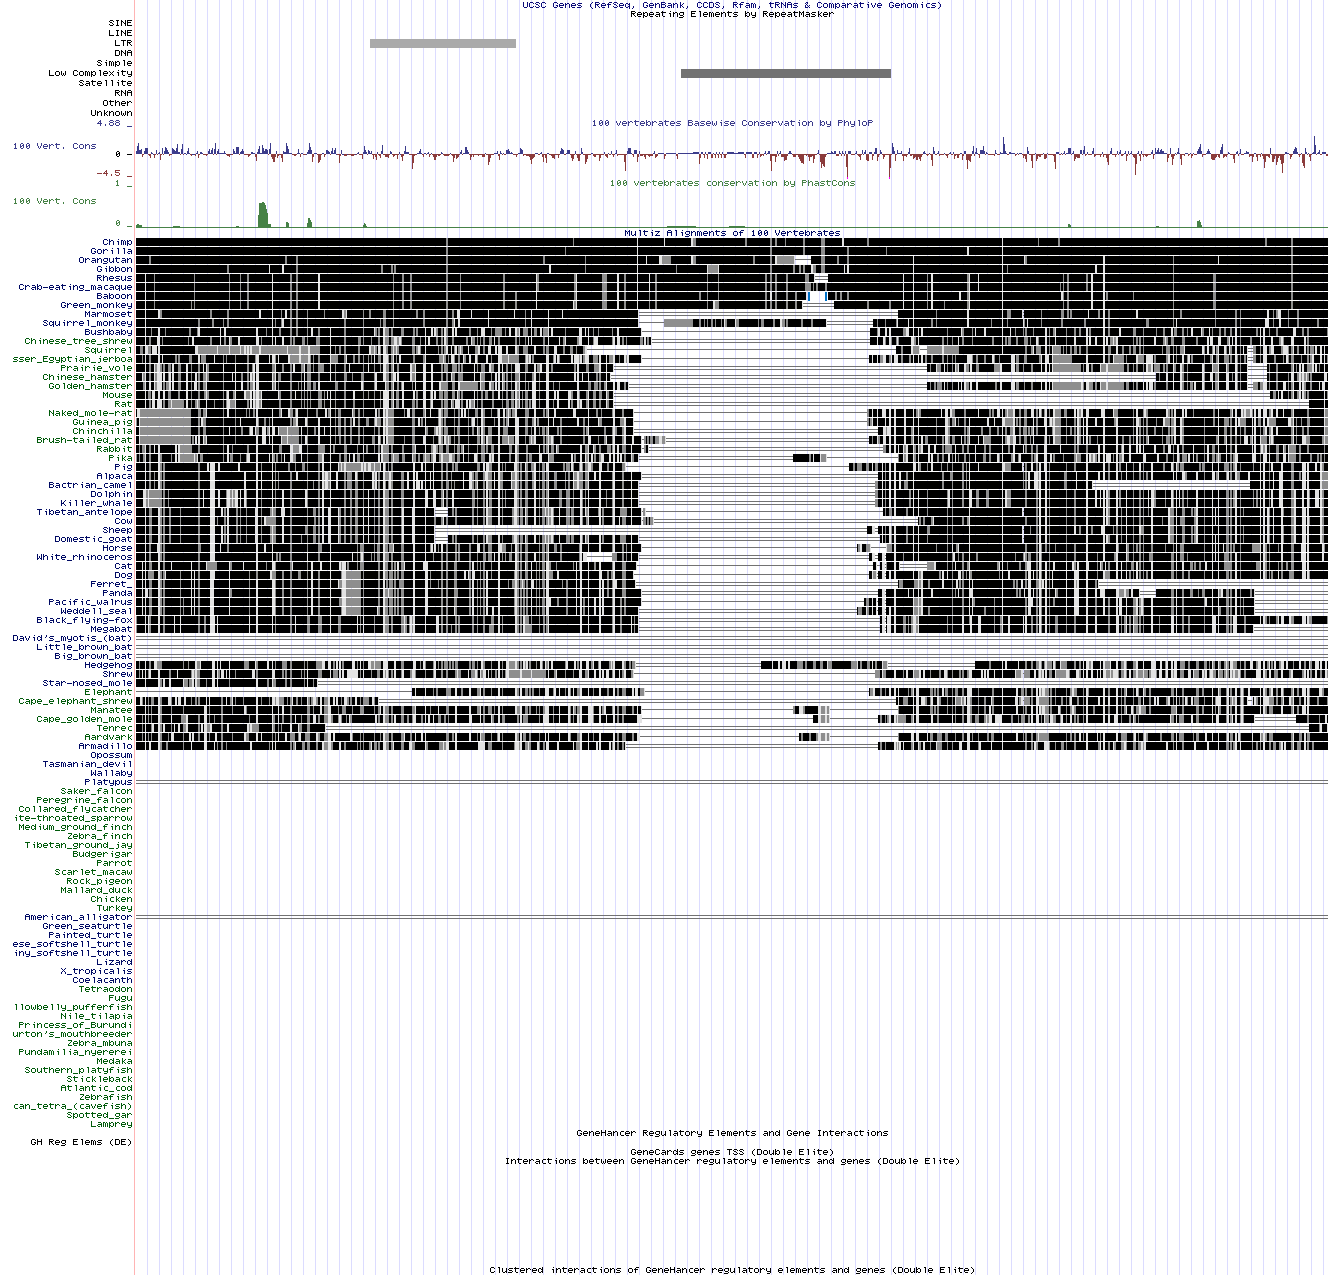 UCSC Genes (RefSeq, GenBank, CCDS, Rfam, tRNAs & Comparative Genomics)
Repeating Elements by RepeatMasker
SINE
LINE
LTR
DNA
Simple
Low Complexity
Satellite
RNA
Other
Unknown
4.88 _
100 vertebrates Basewise Conservation by PhyloP
100 Vert. Cons
0 _
-4.5 _
100 vertebrates conservation by PhastCons
1 _
100 Vert. Cons
0 _
Multiz Alignments of 100 Vertebrates
Chimp
Gorilla
Orangutan
Gibbon
Rhesus
Crab-eating_macaque
Baboon
Green_monkey
Marmoset
Squirrel_monkey
Bushbaby
Chinese_tree_shrew
Squirrel
sser_Egyptian_jerboa
Prairie_vole
Chinese_hamster
Golden_hamster
Mouse
Rat
Naked_mole-rat
Guinea_pig
Chinchilla
Brush-tailed_rat
Rabbit
Pika
Pig
Alpaca
Bactrian_camel
Dolphin
Killer_whale
Tibetan_antelope
Cow
Sheep
Domestic_goat
Horse
White_rhinoceros
Cat
Dog
Ferret_
Panda
Pacific_walrus
Weddell_seal
Black_flying-fox
Megabat
David's_myotis_(bat)
Little_brown_bat
Big_brown_bat
Hedgehog
Shrew
Star-nosed_mole
Elephant
Cape_elephant_shrew
Manatee
Cape_golden_mole
Tenrec
Aardvark
Armadillo
Opossum
Tasmanian_devil
Wallaby
Platypus
Saker_falcon
Peregrine_falcon
Collared_flycatcher
ite-throated_sparrow
Medium_ground_finch
Zebra_finch
Tibetan_ground_jay
Budgerigar
Parrot
Scarlet_macaw
Rock_pigeon
Mallard_duck
Chicken
Turkey
American_alligator
Green_seaturtle
Painted_turtle
ese_softshell_turtle
iny_softshell_turtle
Lizard
X_tropicalis
Coelacanth
Tetraodon
Fugu
llowbelly_pufferfish
Nile_tilapia
Princess_of_Burundi
urton's_mouthbreeder
Zebra_mbuna
Pundamilia_nyererei
Medaka
Southern_platyfish
Stickleback
Atlantic_cod
Zebrafish
can_tetra_(cavefish)
Spotted_gar
Lamprey
GeneHancer Regulatory Elements and Gene Interactions
GH Reg Elems (DE)
GeneCards genes TSS (Double Elite)
Interactions between GeneHancer regulatory elements and genes (Double Elite)
Clustered interactions of GeneHancer regulatory elements and genes (Double Elite)